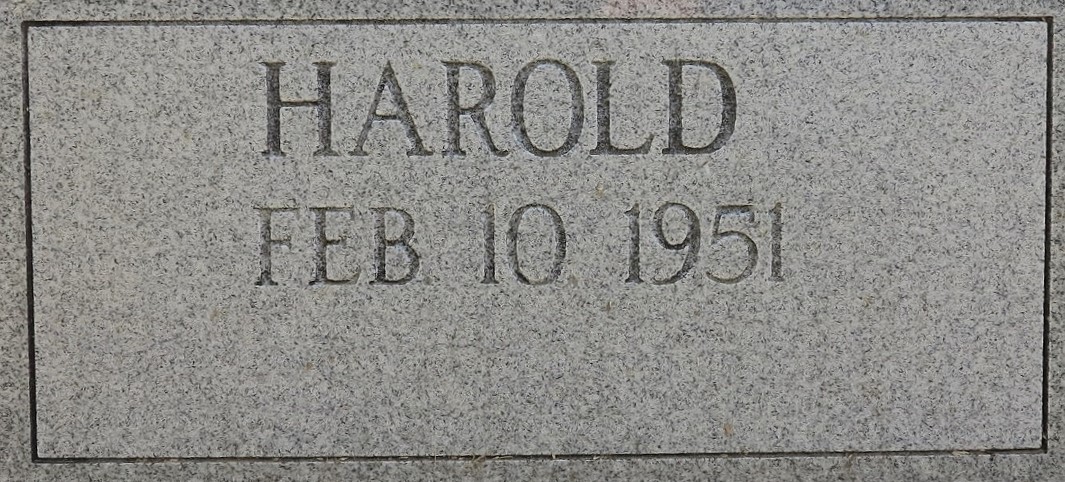 HAROLD
FEB. 10. 1951